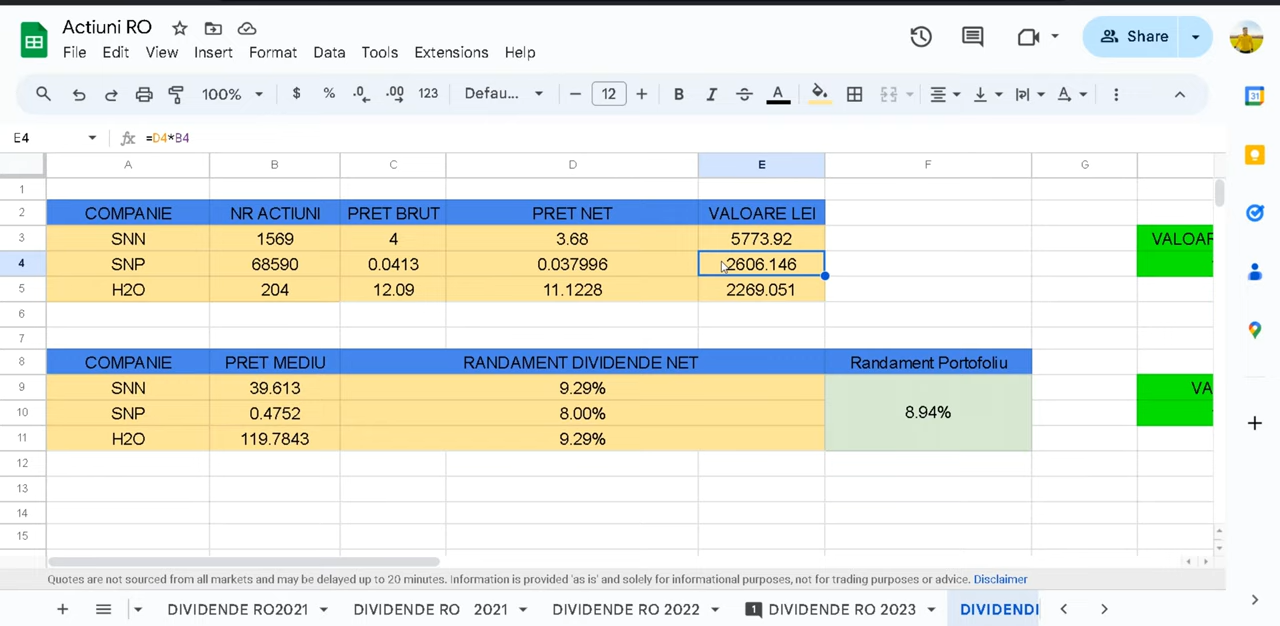 Actiuni RO
File Edit View Insert Format Data Tools Extensions Help
Share
100% $ % .0 .00 123 Defau... 12 B I A
E4 fx =D4*B4
A B C D E F G
1
2 COMPANIE NR ACTIUNI PRET BRUT PRET NET VALOARE LEI
3 SNN 1569 4 3.68 5773.92 VALOAR
4 SNP 68590 0.0413 0.037996 2606.146
5 H2O 204 12.09 11.1228 2269.051
6
7
8 COMPANIE PRET MEDIU RANDAMENT DIVIDENDE NET Randament Portofoliu
9 SNN 39.613 9.29% VA
10 SNP 0.4752 8.00% 8.94%
11 H2O 119.7843 9.29%
12
13
14
15
Quotes are not sourced from all markets and may be delayed up to 20 minutes. Information is provided 'as is' and solely for informational purposes, not for trading purposes or advice. Disclaimer
DIVIDENDE RO2021 DIVIDENDE RO 2021 DIVIDENDE RO 2022 1 DIVIDENDE RO 2023 DIVIDENDI
31